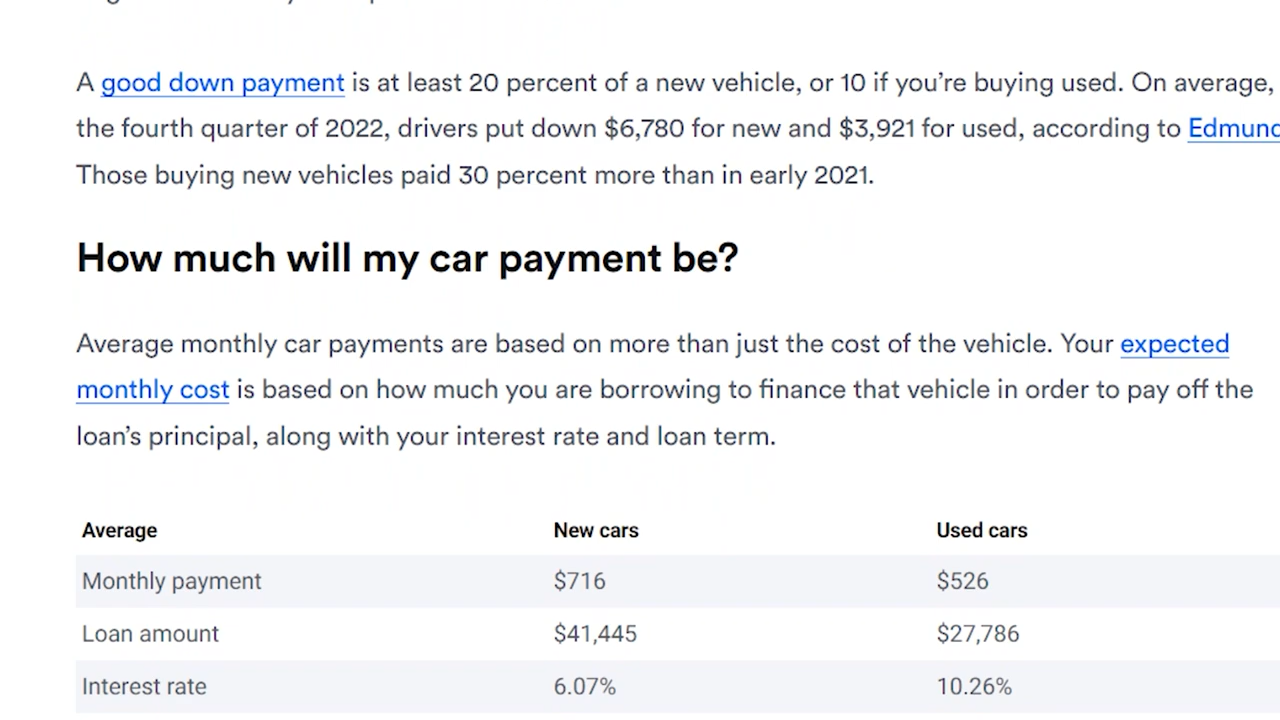 A good down payment is at least 20 percent of a new vehicle, or 10 if you're buying used. On average,
the fourth quarter of 2022, drivers put down $6,780 for new and $3,921 for used, according to
Those buying new vehicles paid 30 percent more than in early 2021.
How much will my car payment be?
Average monthly car payments are based on more than just the cost of the vehicle. Your expected
monthly cost is based on how much you are borrowing to finance that vehicle in order to pay off the
loan's principal, along with your interest rate and loan term.
Average New cars Used cars
Monthly payment $716 $526
Loan amount $41,445 $27,786
Interest rate 6.07% 10.26%